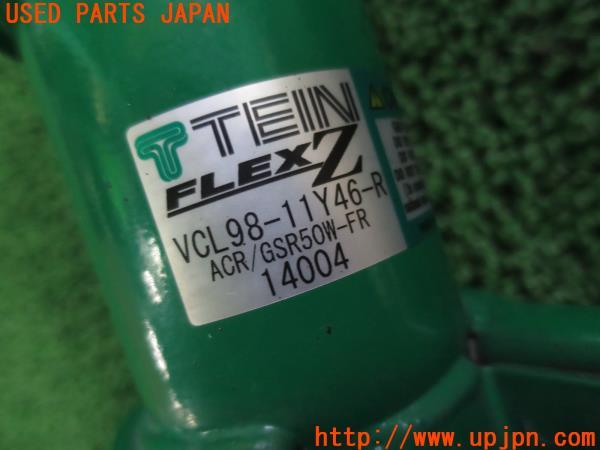 USED PARTS JAPAN
TEIN
FLEX Z
VCL98-11Y46-R
ACR/GSR50W-FR
14004
http://www.upjpn.com/